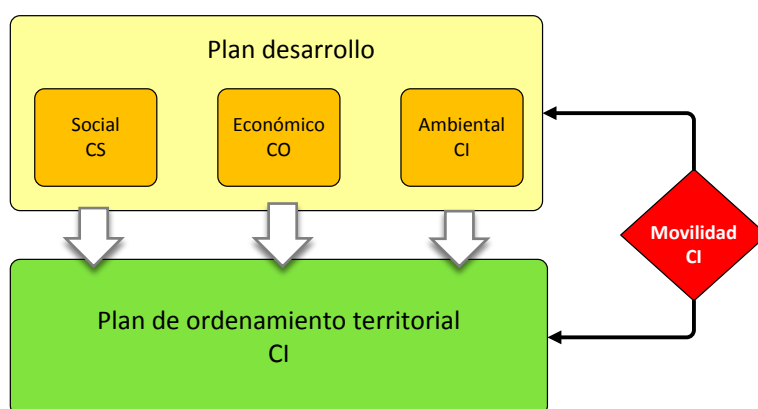 Plan desarrollo
Social
CS
Económico
CO
Ambiental
CI
Movilidad
CI
Plan de ordenamiento territorial
CI